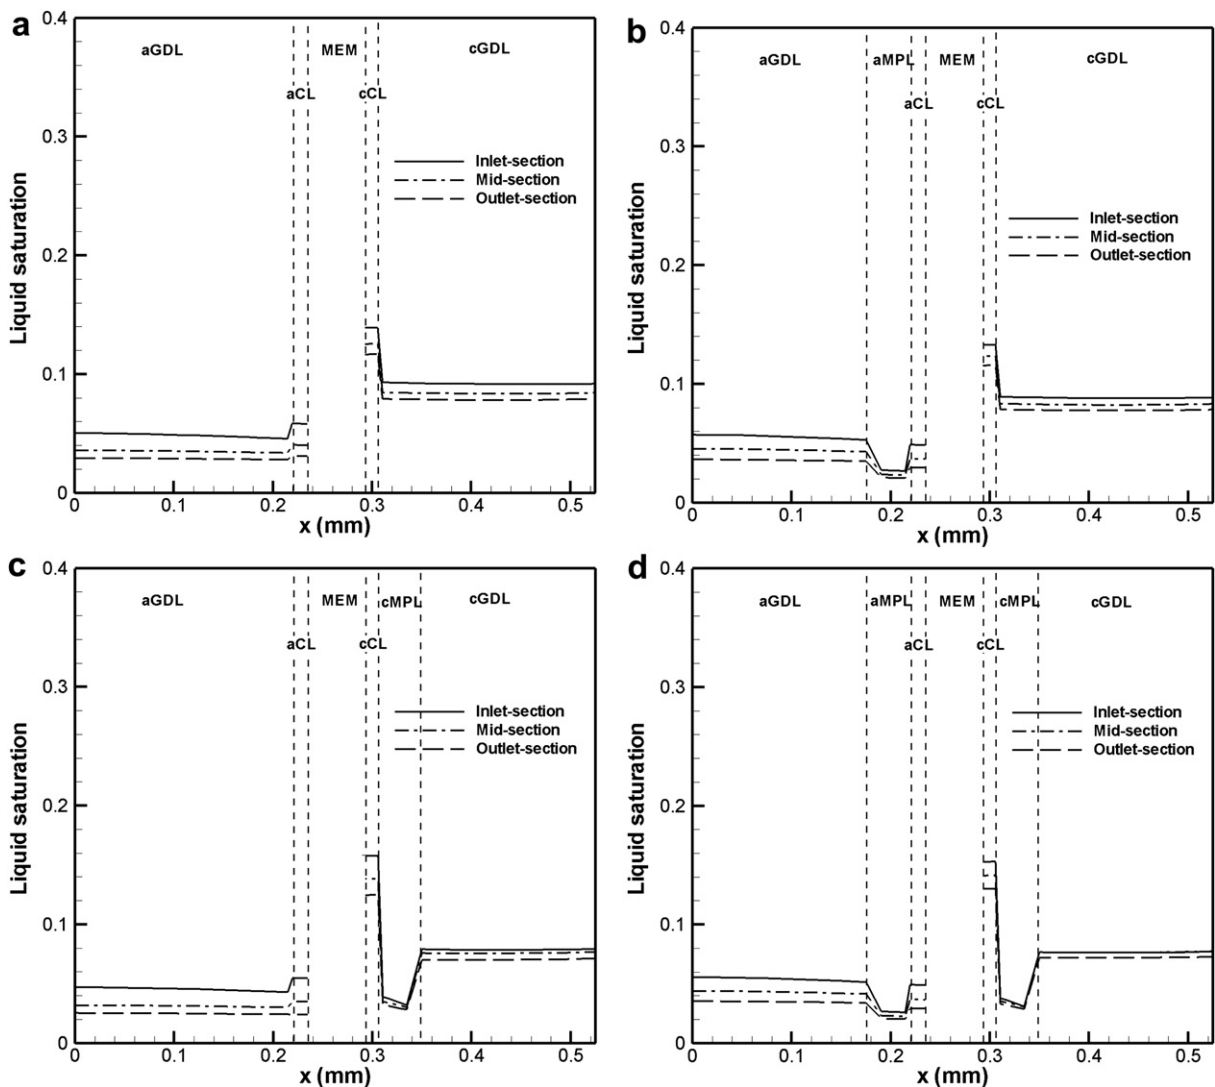 a
0.4
aGDL
MEM
cGDL
aCL
cCL
0.3
Inlet-section
Mid-section
Outlet-section
0.2
Liquid saturation
0.1
0
0
0.1
0.2
0.3
0.4
0.5
x (mm)
b
0.4
aGDL
aMPL
MEM
cGDL
aCL
cCL
0.3
Inlet-section
Mid-section
Outlet-section
0.2
Liquid saturation
0.1
0
0
0.1
0.2
0.3
0.4
0.5
x (mm)
c
0.4
aGDL
MEM
cMPL
cGDL
aCL
cCL
0.3
Inlet-section
Mid-section
Outlet-section
0.2
Liquid saturation
0.1
0
0
0.1
0.2
0.3
0.4
0.5
x (mm)
d
0.4
aGDL
aMPL
MEM
cMPL
cGDL
aCL
cCL
0.3
Inlet-section
Mid-section
Outlet-section
0.2
Liquid saturation
0.1
0
0
0.1
0.2
0.3
0.4
0.5
x (mm)